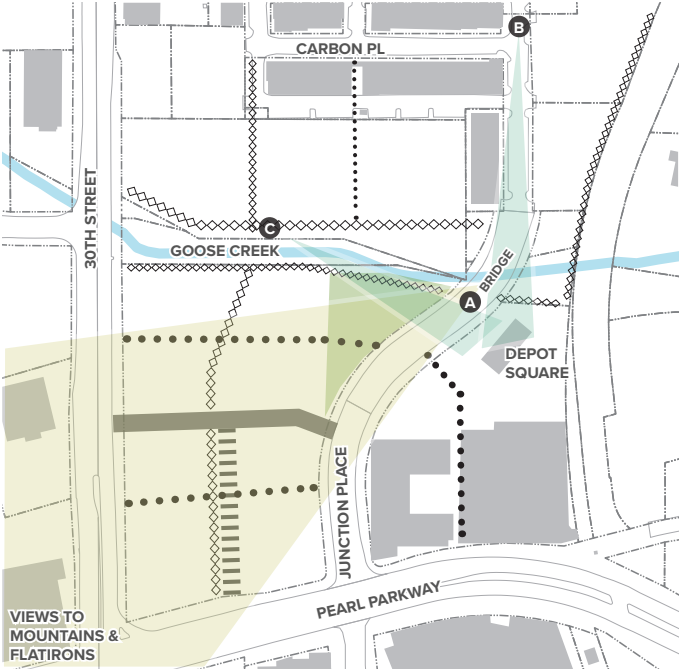 B
CARBON PL
30TH STREET
C
GOOSE CREEK
BRIDGE
A
DEPOT
SQUARE
JUNCTION PLACE
PEARL PARKWAY
VIEWS TO
MOUNTAINS &
FLATIRONS